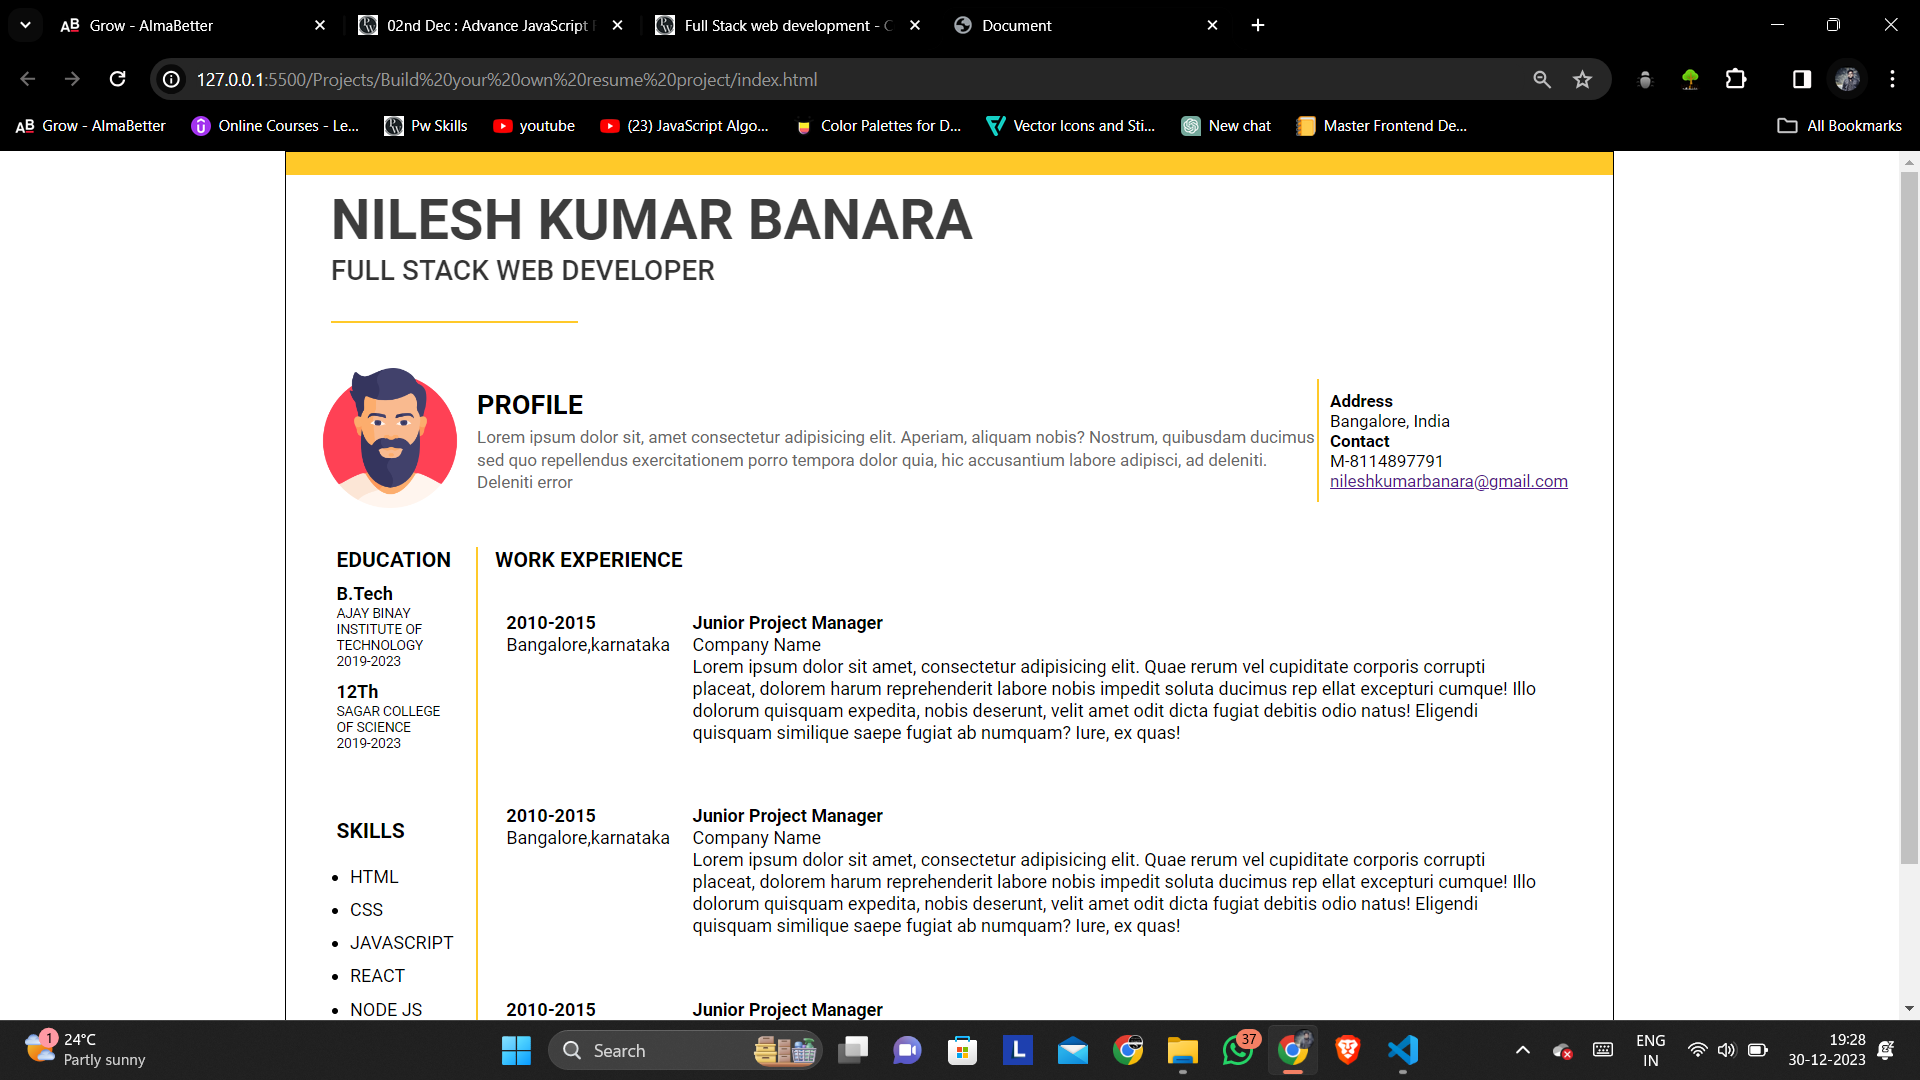 Grow - AlmaBetter
02nd Dec : Advance JavaScript
Full Stack web development - C
Document
127.0.0.1:5500/Projects/Build%20your%20own%20resume%20project/index.html
AB Grow - AlmaBetter
Online Courses - Le...
Pw Skills
youtube
(23) JavaScript Algo...
Color Palettes for D...
Vector Icons and Sti...
New chat
Master Frontend De...
All Bookmarks
NILESH KUMAR BANARA
FULL STACK WEB DEVELOPER
PROFILE
Lorem ipsum dolor sit, amet consectetur adipisicing elit. Aperiam, aliquam nobis? Nostrum, quibusdam ducimus
sed quo repellendus exercitationem porro tempora dolor quia, hic accusantium labore adipisci, ad deleniti.
Deleniti error
Address
Bangalore, India
Contact
M-8114897791
nileshkumarbanara@gmail.com
EDUCATION
B.Tech
AJAY BINAY
INSTITUTE OF
TECHNOLOGY
2019-2023
12Th
SAGAR COLLEGE
OF SCIENCE
2019-2023
SKILLS
• HTML
• CSS
• JAVASCRIPT
• REACT
• NODE JS
WORK EXPERIENCE
2010-2015
Bangalore,karnataka
Junior Project Manager
Company Name
Lorem ipsum dolor sit amet, consectetur adipisicing elit. Quae rerum vel cupiditate corporis corrupti
placeat, dolorem harum reprehenderit labore nobis impedit soluta ducimus rep ellat excepturi cumque! Illo
dolorum quisquam expedita, nobis deserunt, velit amet odit dicta fugiat debitis odio natus! Eligendi
quisquam similique saepe fugiat ab numquam? Iure, ex quas!
2010-2015
Bangalore,karnataka
Junior Project Manager
Company Name
Lorem ipsum dolor sit amet, consectetur adipisicing elit. Quae rerum vel cupiditate corporis corrupti
placeat, dolorem harum reprehenderit labore nobis impedit soluta ducimus rep ellat excepturi cumque! Illo
dolorum quisquam expedita, nobis deserunt, velit amet odit dicta fugiat debitis odio natus! Eligendi
quisquam similique saepe fugiat ab numquam? Iure, ex quas!
2010-2015
Junior Project Manager
1
24°C
Partly sunny
Search
L
37
ENG
IN
19:28
30-12-2023